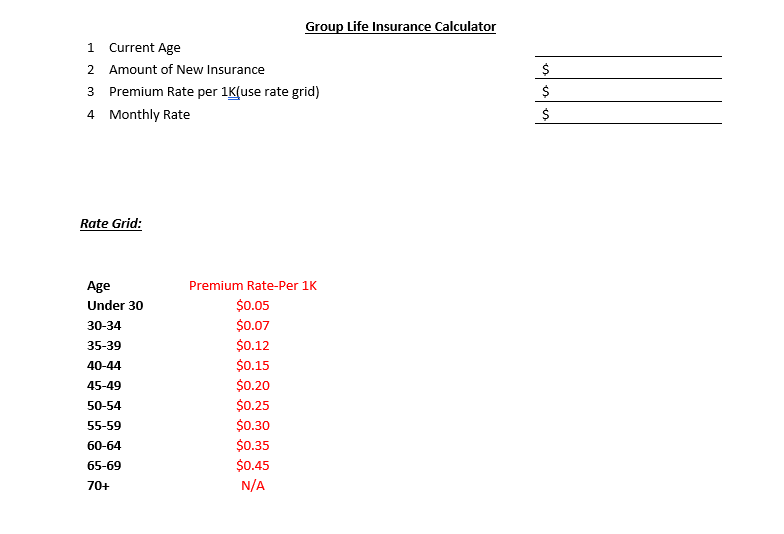 Group Life Insurance Calculator
1 Current Age
2 Amount of New Insurance $
3 Premium Rate per 1K(use rate grid) $
4 Monthly Rate $
Rate Grid:
Age Premium Rate-Per 1K
Under 30 $0.05
30-34 $0.07
35-39 $0.12
40-44 $0.15
45-49 $0.20
50-54 $0.25
55-59 $0.30
60-64 $0.35
65-69 $0.45
70+ N/A